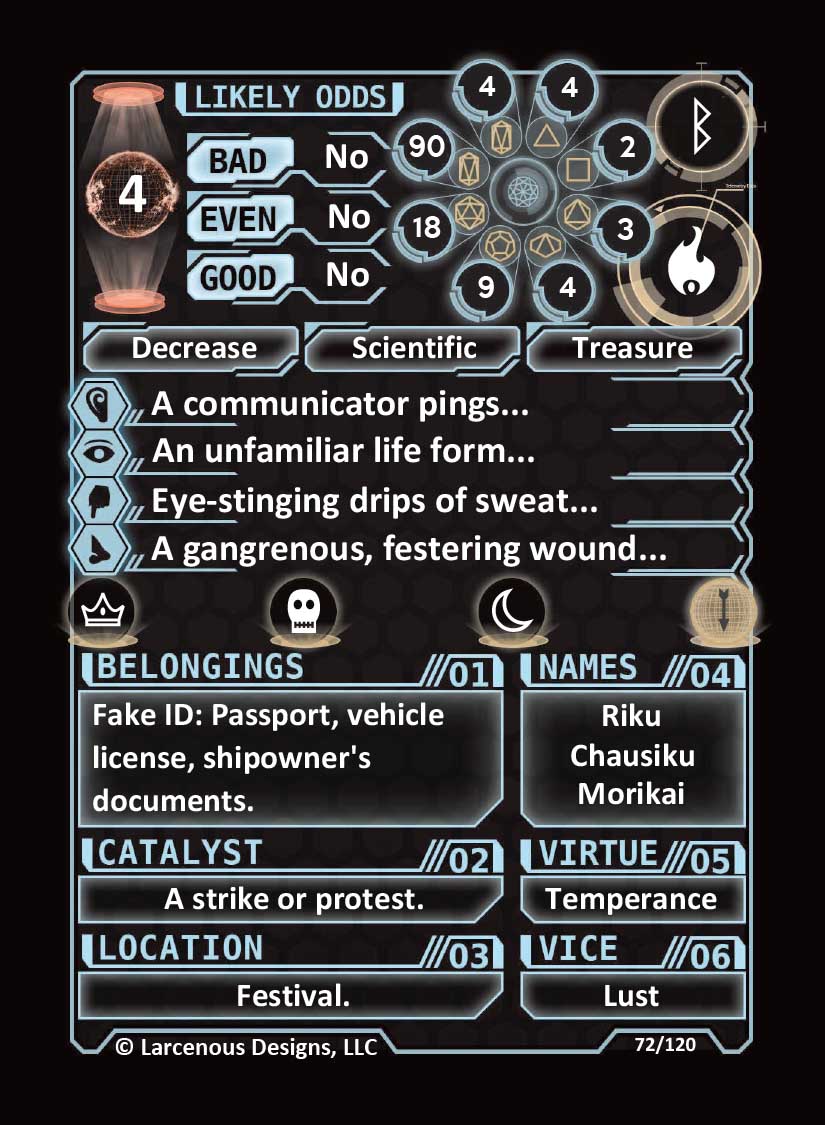 4
LIKELY ODDS
BAD No
EVEN No
GOOD No
4
4
90
2
18
3
9
4
ᛒ
Telemetry Data
Decrease
Scientific
Treasure
A communicator pings...
An unfamiliar life form...
Eye-stinging drips of sweat...
A gangrenous, festering wound...
BELONGINGS ///01
Fake ID: Passport, vehicle
license, shipowner's
documents.
NAMES ///04
Riku
Chausiku
Morikai
CATALYST ///02
A strike or protest.
VIRTUE ///05
Temperance
LOCATION ///03
Festival.
VICE ///06
Lust
© Larcenous Designs, LLC
72/120